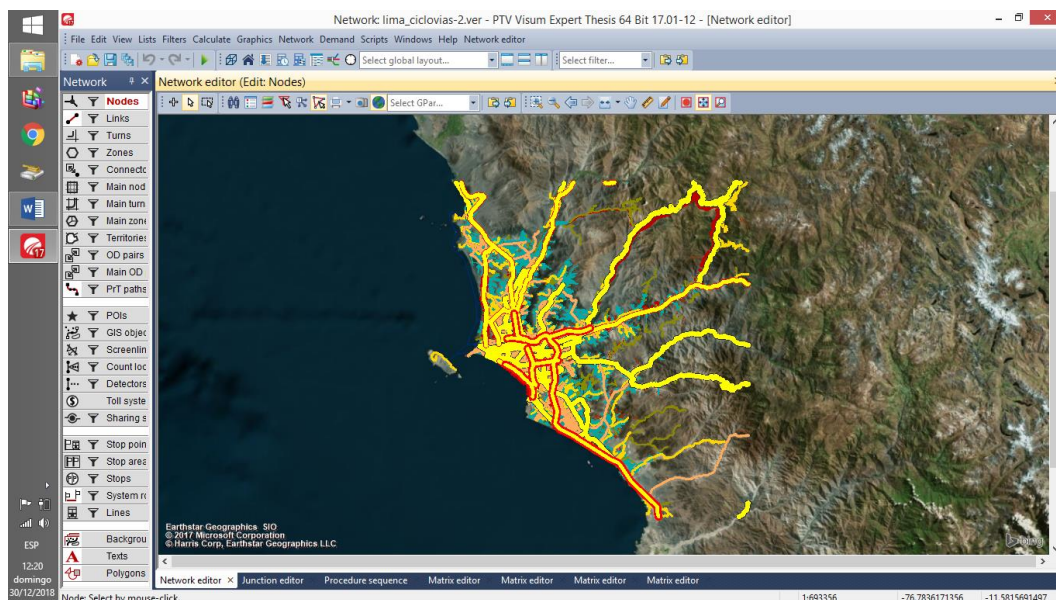 Network: lima_ciclovias-2.ver - PTV Visum Expert Thesis 64 Bit 17.01-12 - [Network editor]
File Edit View Lists Filters Calculate Graphics Network Demand Scripts Windows Help Network editor
Select global layout...
Select filter...
Network
Network editor (Edit: Nodes)
Select GPar...
Nodes
Links
Turns
Zones
Connecto
Main nod
Main turn
Main zone
Territories
OD pairs
Main OD
PrT paths
POIs
GIS objec
Screenlin
Count loc
Detectors
Toll syste
Sharing s
Stop poin
Stop area
Stops
System ro
Lines
Backgrou
Texts
Polygons
Earthstar Geographics SIO
© 2017 Microsoft Corporation
© Harris Corp, Earthstar Geographics LLC
bing
Network editor × Junction editor Procedure sequence Matrix editor Matrix editor Matrix editor Matrix editor
Node: Select by mouse-click.
1:693356 -76.7836171356 -11.5815691497
W
17
ESP
12:20
domingo
30/12/2018